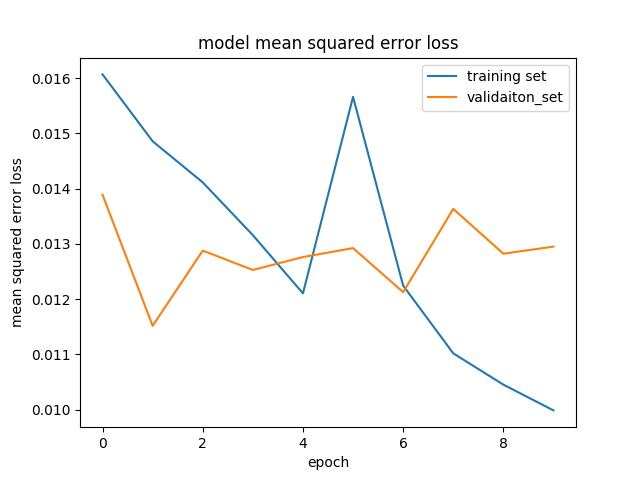 model mean squared error loss
training set
validaiton_set
mean squared error loss
0.016
0.015
0.014
0.013
0.012
0.011
0.010
0 2 4 6 8
epoch